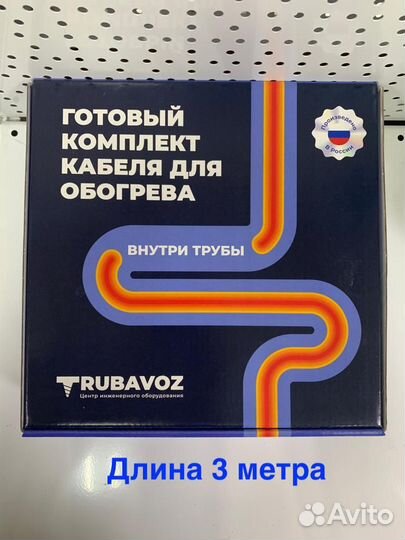 ГОТОВЫЙ
КОМПЛЕКТ
КАБЕЛЯ ДЛЯ
ОБОГРЕВА
Произведено
В России
ВНУТРИ ТРУБЫ
TRUBAVOZ
Центр инженерного оборудования
Длина 3 метра
Avito